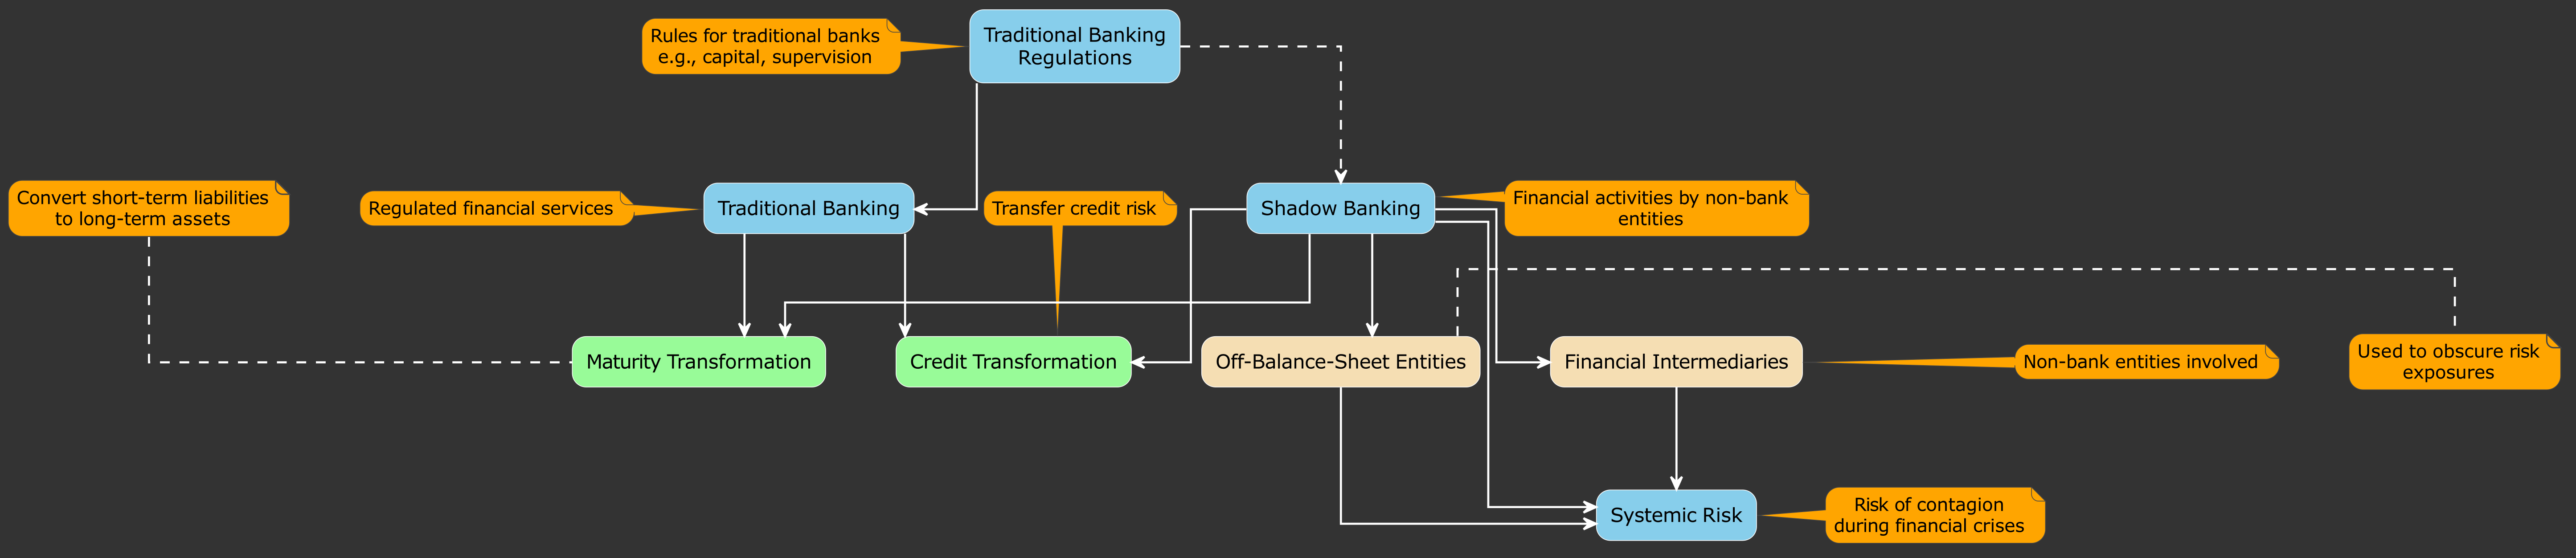 Rules for traditional banks
e.g., capital, supervision
Traditional Banking
Regulations
Convert short-term liabilities
to long-term assets
Regulated financial services
Traditional Banking
Transfer credit risk
Shadow Banking
Financial activities by non-bank
entities
Maturity Transformation
Credit Transformation
Off-Balance-Sheet Entities
Financial Intermediaries
Non-bank entities involved
Used to obscure risk
exposures
Systemic Risk
Risk of contagion
during financial crises